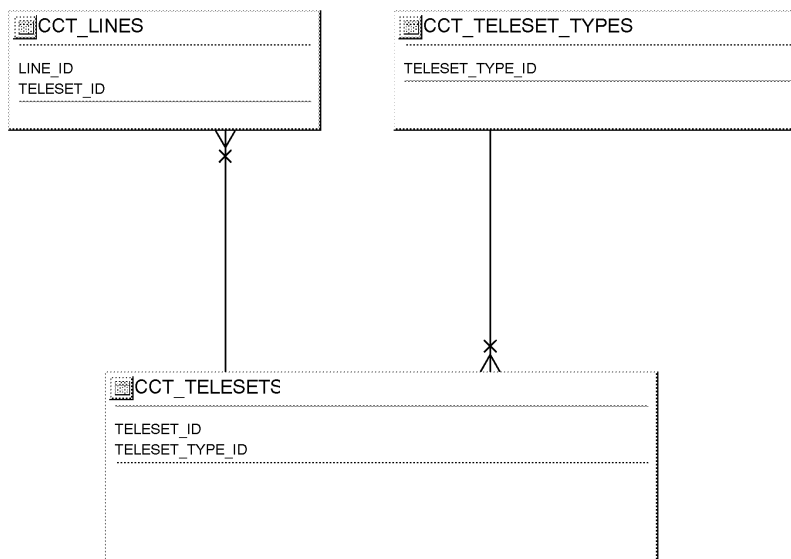 CCT_LINES
LINE_ID
TELESET_ID
CCT_TELESET_TYPES
TELESET_TYPE_ID
CCT_TELESETS
TELESET_ID
TELESET_TYPE_ID